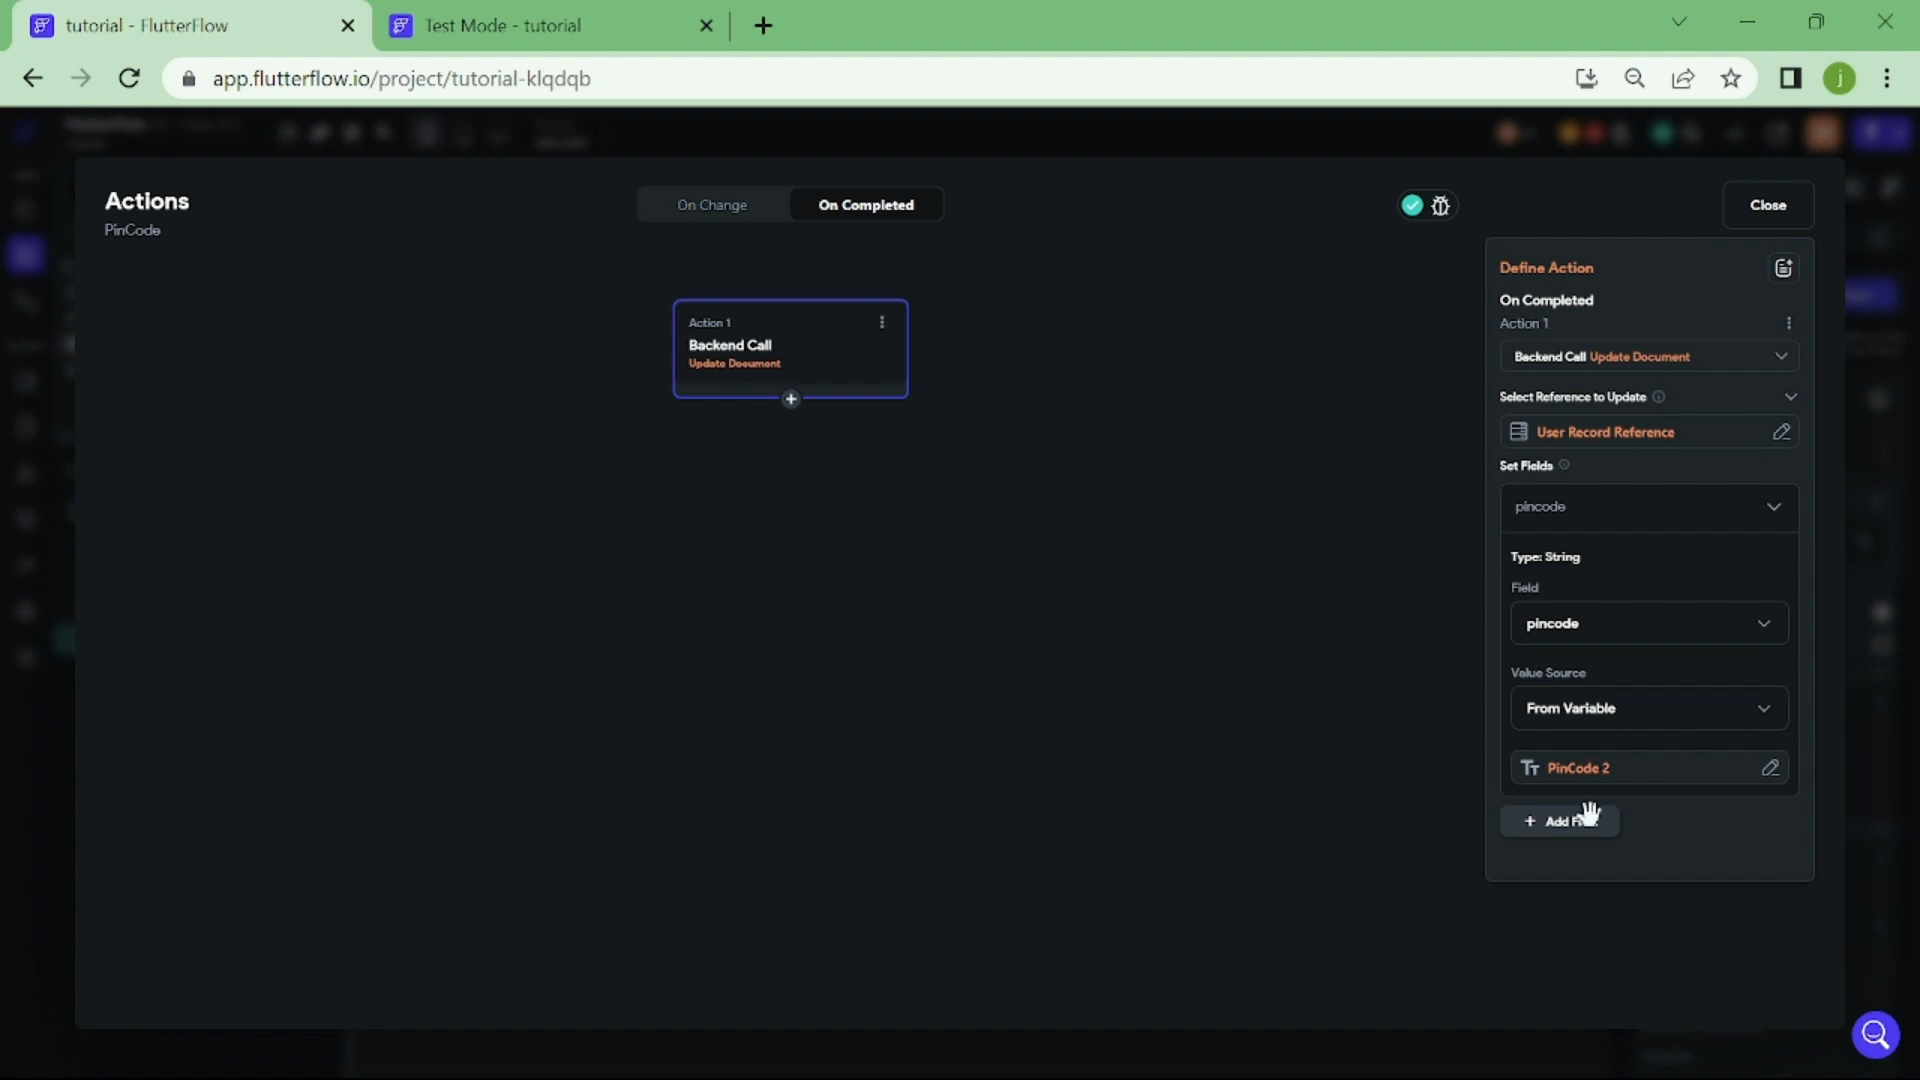 tutorial - FlutterFlow
Test Mode - tutorial
app.flutterflow.io/project/tutorial-klqdqb
j
Actions
PinCode
On Change
On Completed
Close
Action 1
Backend Call
Update Document
Define Action
On Completed
Action 1
Backend Call Update Document
Select Reference to Update
User Record Reference
Set Fields
pincode
Type: String
Field
pincode
Value Source
From Variable
PinCode 2
+ Add